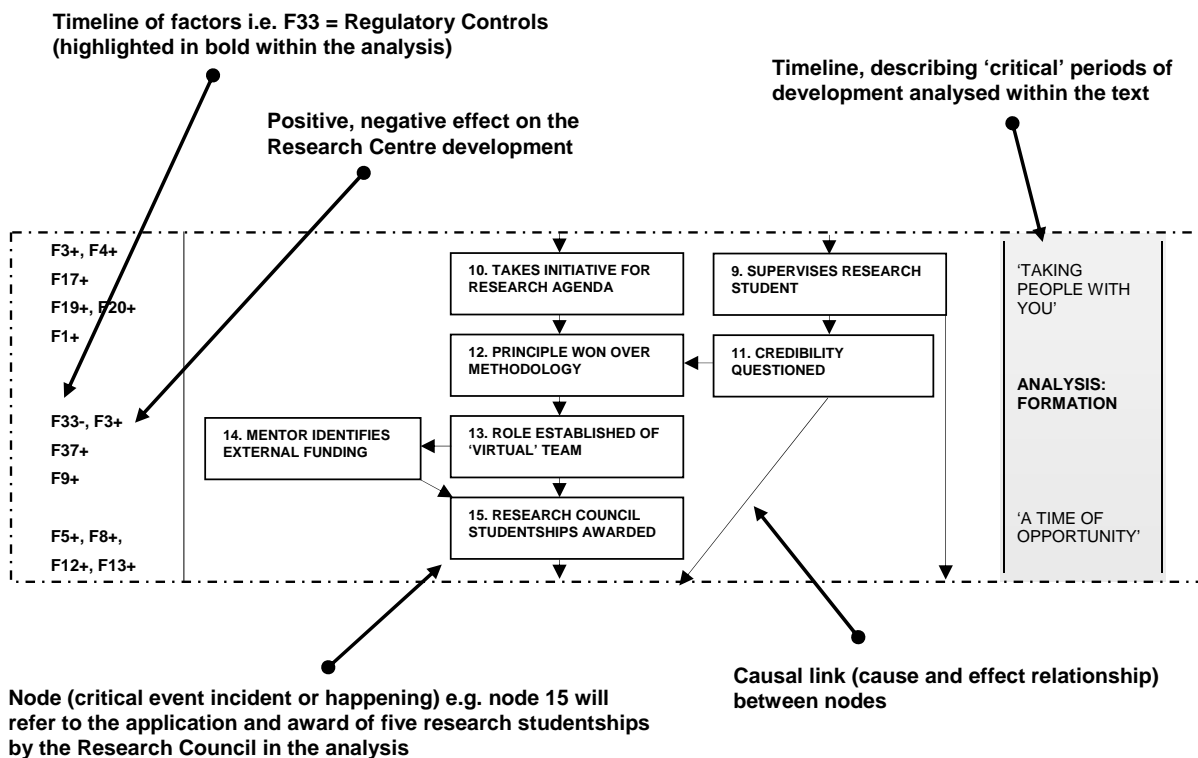 Timeline of factors i.e. F33 = Regulatory Controls
(highlighted in bold within the analysis)
Timeline, describing ‘critical’ periods of
development analysed within the text
Positive, negative effect on the
Research Centre development
F3+, F4+
F17+
F19+, F20+
F1+
F33-, F3+
F37+
F9+
F5+, F8+,
F12+, F13+
10. TAKES INITIATIVE FOR
RESEARCH AGENDA
9. SUPERVISES RESEARCH
STUDENT
12. PRINCIPLE WON OVER
METHODOLOGY
11. CREDIBILITY
QUESTIONED
14. MENTOR IDENTIFIES
EXTERNAL FUNDING
13. ROLE ESTABLISHED OF
‘VIRTUAL’ TEAM
15. RESEARCH COUNCIL
STUDENTSHIPS AWARDED
‘TAKING
PEOPLE WITH
YOU’
ANALYSIS:
FORMATION
‘A TIME OF
OPPORTUNITY’
Node (critical event incident or happening) e.g. node 15 will
refer to the application and award of five research studentships
by the Research Council in the analysis
Causal link (cause and effect relationship)
between nodes